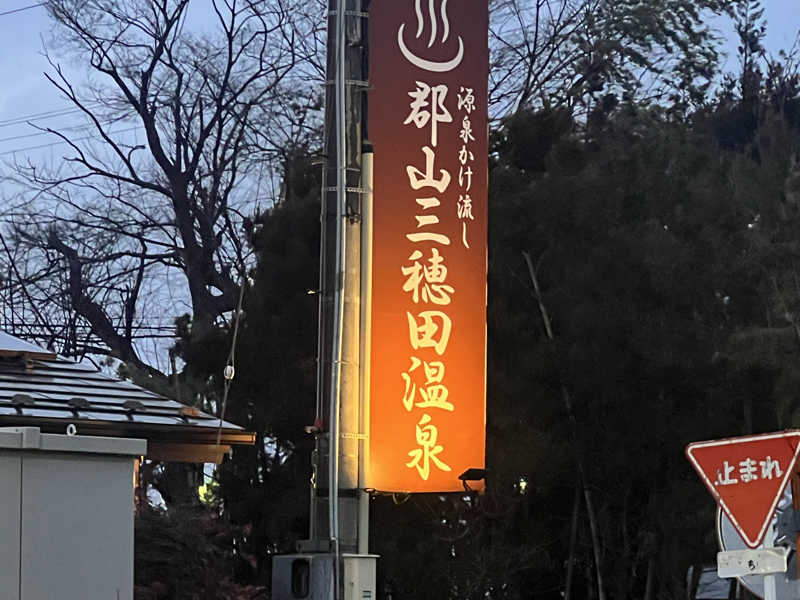 源泉かけ流し
郡山三穂田温泉
止まれ